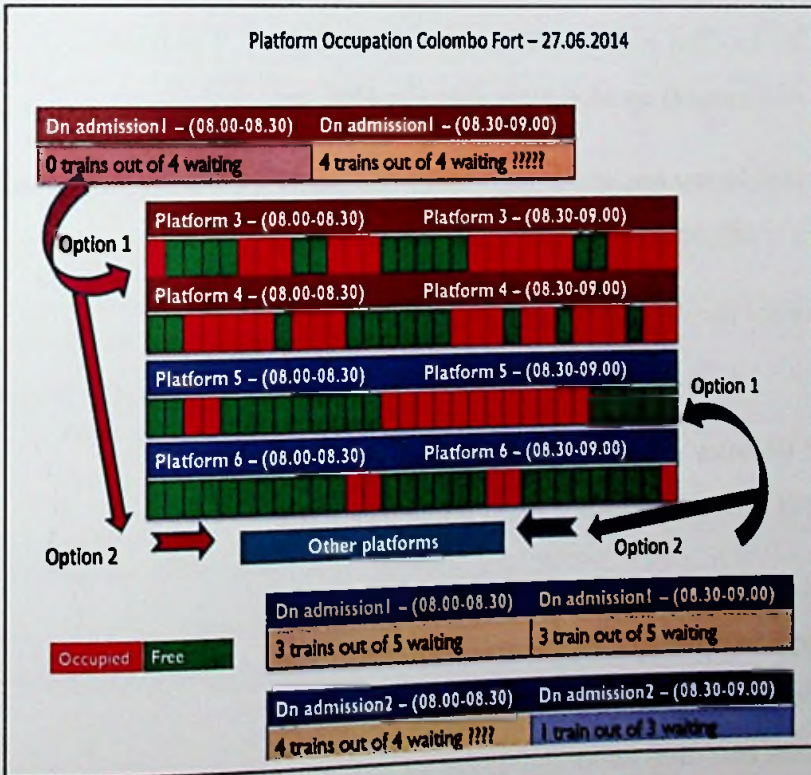 Platform Occupation Colombo Fort – 27.06.2014
Dn admission1 – (08.00-08.30) Dn admission1 – (08.30-09.00)
0 trains out of 4 waiting 4 trains out of 4 waiting ?????
Option 1
Platform 3 – (08.00-08.30) Platform 3 – (08.30-09.00)
Platform 4 – (08.00-08.30) Platform 4 – (08.30-09.00)
Platform 5 – (08.00-08.30) Platform 5 – (08.30-09.00)
Option 1
Platform 6 – (08.00-08.30) Platform 6 – (08.30-09.00)
Option 2
Other platforms
Option 2
Dn admission1 – (08.00-08.30) Dn admission1 – (08.30-09.00)
3 trains out of 5 waiting 3 train out of 5 waiting
Occupied Free
Dn admission2 – (08.00-08.30) Dn admission2 – (08.30-09.00)
4 trains out of 4 waiting ???? 1 train out of 3 waiting